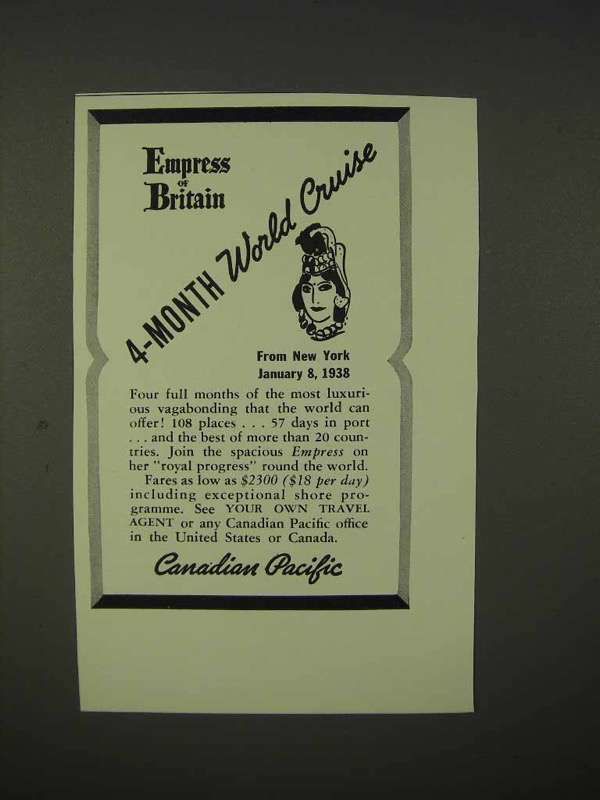 Empress
OF
Britain
4-MONTH World Cruise
From New York
January 8, 1938
Four full months of the most luxuri-
ous vagabonding that the world can
offer! 108 places . . . 57 days in port
. . . and the best of more than 20 coun-
tries. Join the spacious Empress on
her "royal progress" round the world.
Fares as low as $2300 ($18 per day)
including exceptional shore pro-
gramme. See YOUR OWN TRAVEL
AGENT or any Canadian Pacific office
in the United States or Canada.
Canadian Pacific